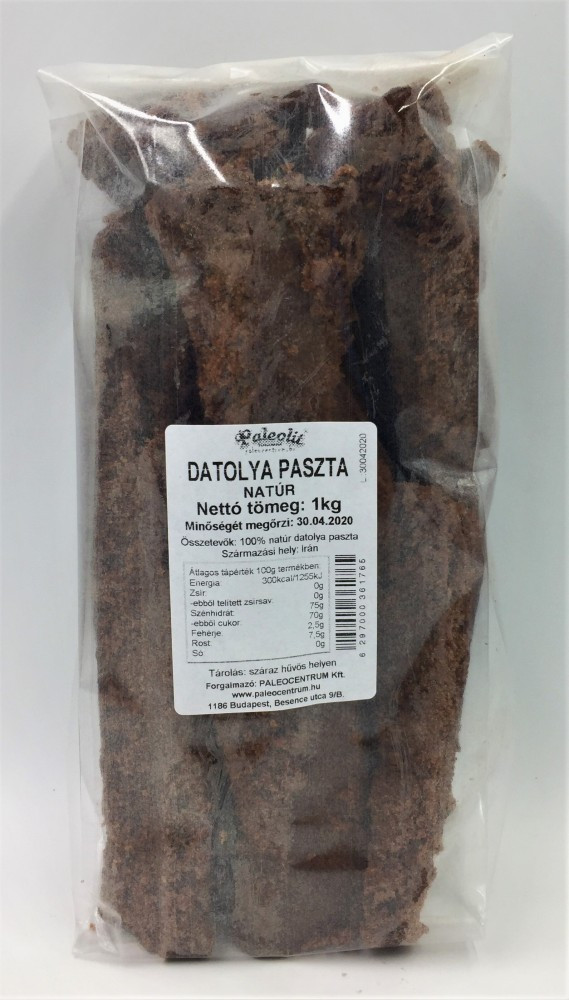 Paleolit
paleocentrum.hu
DATOLYA PASZTA
NATÚR
Nettó tömeg: 1kg
Minőségét megőrzi: 30.04.2020
Összetevők: 100% natúr datolya paszta
Származási hely: Irán
Átlagos tápérték 100g termékben:
Energia: 300kcal/1255kJ
Zsír: 0g
-ebből telített zsírsav: 0g
Szénhidrát: 75g
-ebből cukor: 70g
Fehérje: 2,5g
Rost: 7,5g
Só: 0g
Tárolás: száraz hűvös helyen
Forgalmazó: PALEOCENTRUM Kft.
www.paleocentrum.hu
1186 Budapest, Besence utca 9/B.
L: 30042020
6 297000 361765